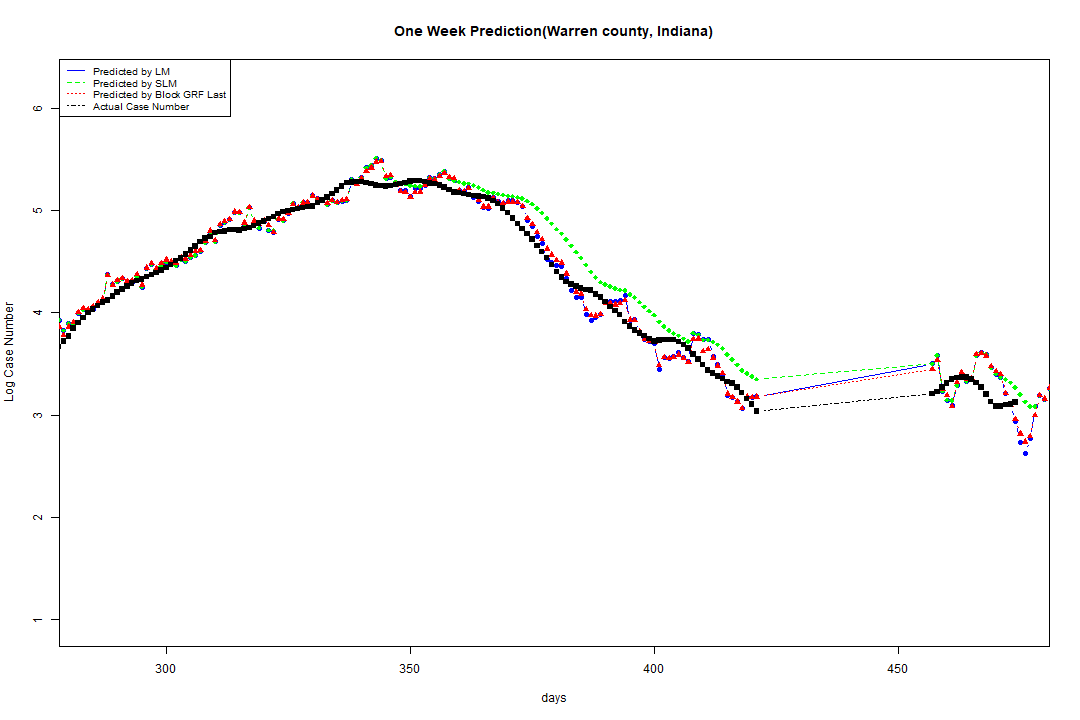 One Week Prediction(Warren county, Indiana)
Predicted by LM
Predicted by SLM
Predicted by Block GRF Last
Actual Case Number
6
5
4
3
2
1
Log Case Number
300 350 400 450
days